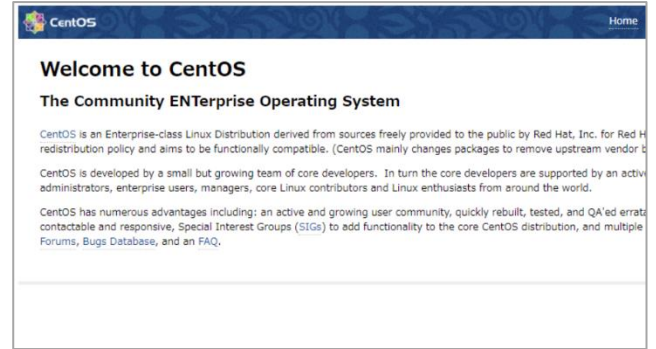 CentOS
Home
Welcome to CentOS
The Community ENTerprise Operating System
CentOS is an Enterprise-class Linux Distribution derived from sources freely provided to the public by Red Hat, Inc. for Red H
redistribution policy and aims to be functionally compatible. (CentOS mainly changes packages to remove upstream vendor b
CentOS is developed by a small but growing team of core developers. In turn the core developers are supported by an activ
administrators, enterprise users, managers, core Linux contributors and Linux enthusiasts from around the world.
CentOS has numerous advantages including: an active and growing user community, quickly rebuilt, tested, and QA'ed errata
contactable and responsive, Special Interest Groups (SIGs) to add functionality to the core CentOS distribution, and multiple
Forums, Bugs Database, and an FAQ.